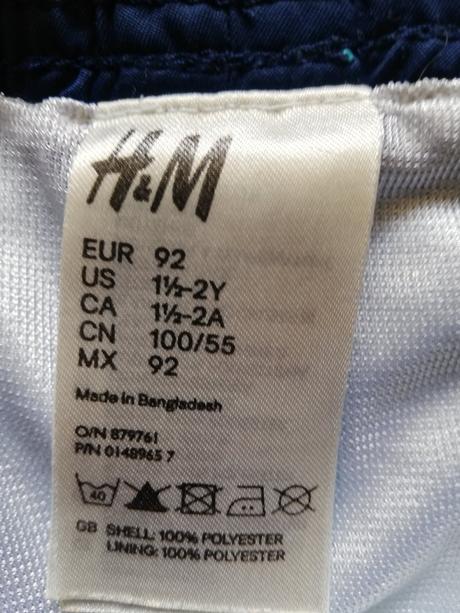 H&M
EUR 92
US 1½-2Y
CA 1½-2A
CN 100/55
MX 92
Made in Bangladesh
O/N 879761
P/N 0148965 7
40
GB SHELL: 100% POLYESTER
LINING: 100% POLYESTER